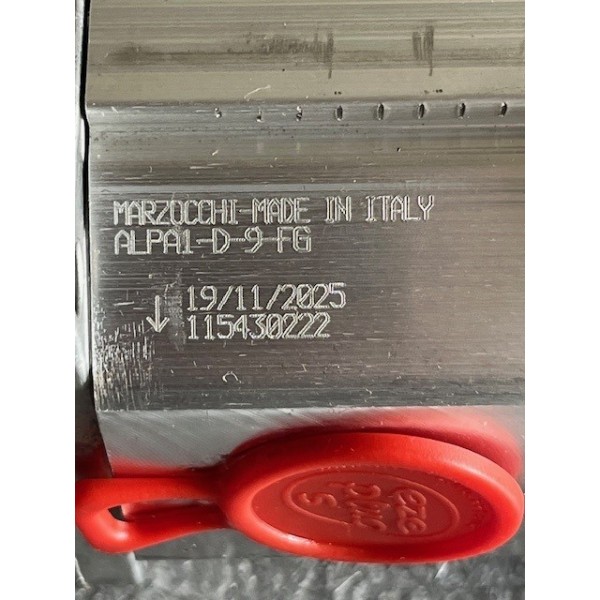 MARZOCCHI-MADE IN ITALY
ALPA1-D-9-FG
↓ 19/11/2025
115430222